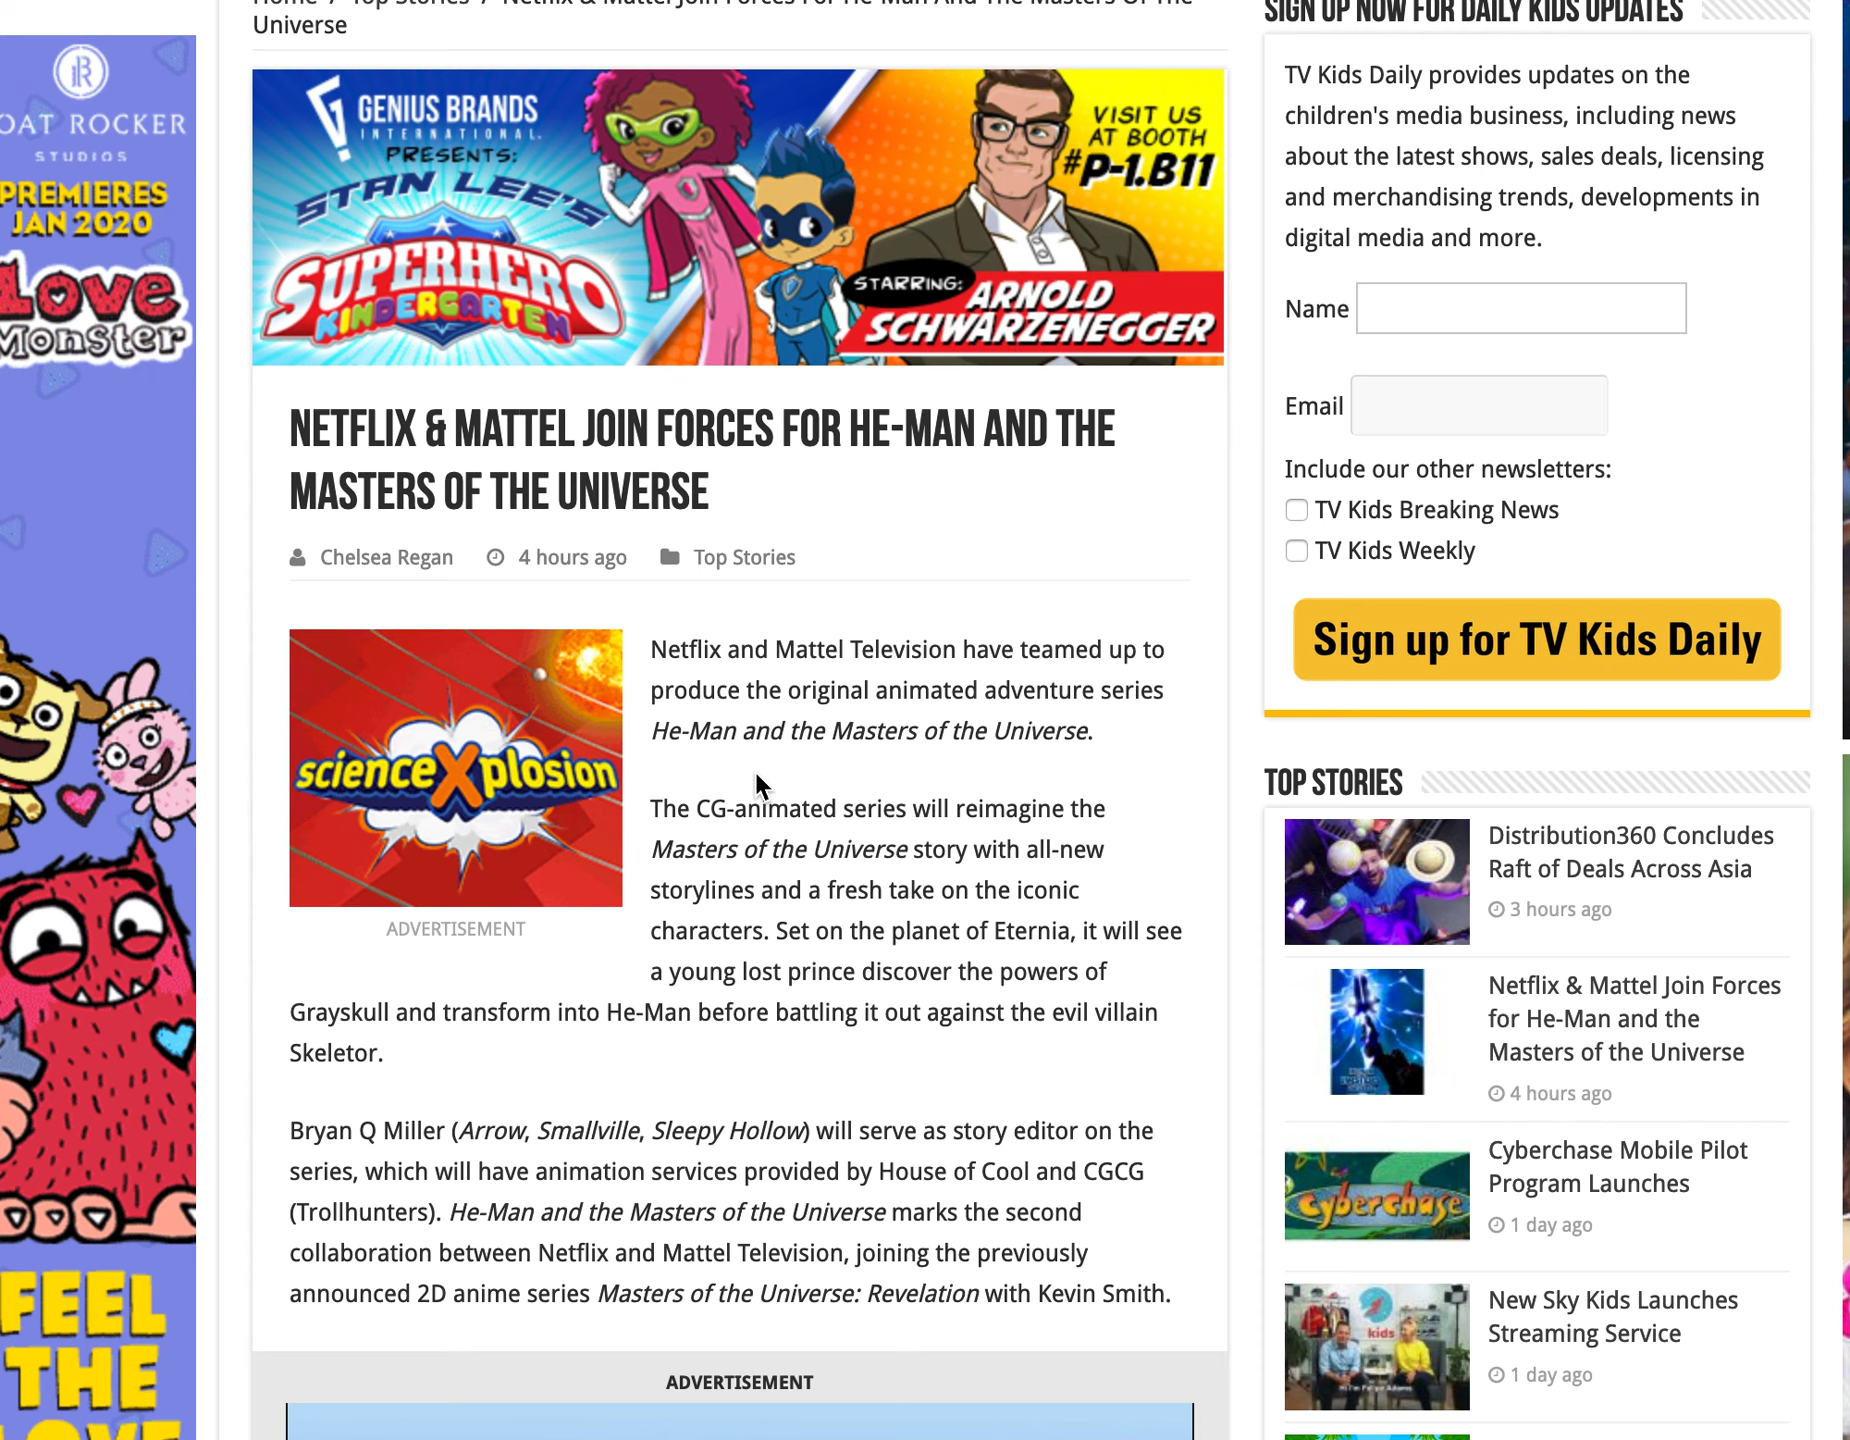 Universe
BR
OAT ROCKER
STUDIOS
PREMIERES
JAN 2020
Love
Monster
FEEL
THE
GENIUS BRANDS
INTERNATIONAL.
PRESENTS:
STAN LEE'S
SUPERHERO
KINDERGARTEN
VISIT US
AT BOOTH
#P-1.B11
STARRING:
ARNOLD
SCHWARZENEGGER
NETFLIX & MATTEL JOIN FORCES FOR HE-MAN AND THE
MASTERS OF THE UNIVERSE
Chelsea Regan 4 hours ago Top Stories
scienceXplosion
ADVERTISEMENT
Netflix and Mattel Television have teamed up to
produce the original animated adventure series
He-Man and the Masters of the Universe.
The CG-animated series will reimagine the
Masters of the Universe story with all-new
storylines and a fresh take on the iconic
characters. Set on the planet of Eternia, it will see
a young lost prince discover the powers of
Grayskull and transform into He-Man before battling it out against the evil villain
Skeletor.
Bryan Q Miller (Arrow, Smallville, Sleepy Hollow) will serve as story editor on the
series, which will have animation services provided by House of Cool and CGCG
(Trollhunters). He-Man and the Masters of the Universe marks the second
collaboration between Netflix and Mattel Television, joining the previously
announced 2D anime series Masters of the Universe: Revelation with Kevin Smith.
ADVERTISEMENT
SIGN UP NOW FOR DAILY KIDS UPDATES
TV Kids Daily provides updates on the
children's media business, including news
about the latest shows, sales deals, licensing
and merchandising trends, developments in
digital media and more.
Name
Email
Include our other newsletters:
TV Kids Breaking News
TV Kids Weekly
Sign up for TV Kids Daily
TOP STORIES
Distribution360 Concludes
Raft of Deals Across Asia
3 hours ago
Netflix & Mattel Join Forces
for He-Man and the
Masters of the Universe
4 hours ago
cyberchase
Cyberchase Mobile Pilot
Program Launches
1 day ago
kids
New Sky Kids Launches
Streaming Service
1 day ago